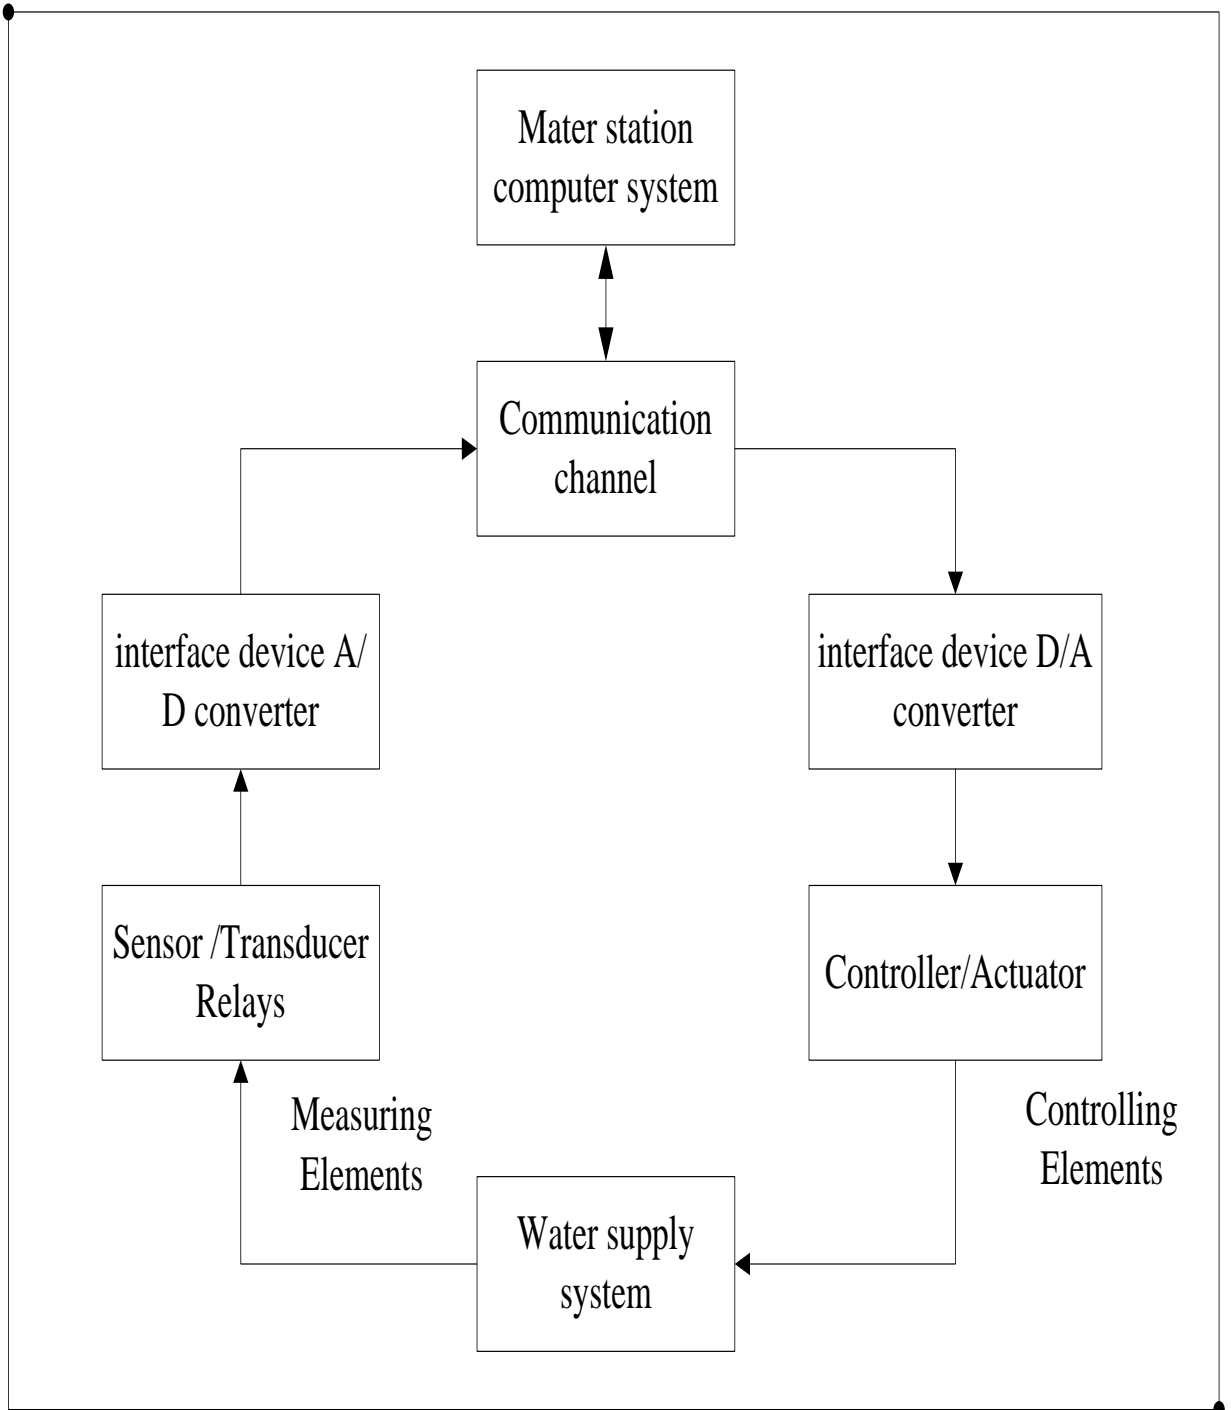 Mater station
computer system
Communication
channel
interface device A/
D converter
interface device D/A
converter
Sensor /Transducer
Relays
Controller/Actuator
Measuring
Elements
Controlling
Elements
Water supply
system